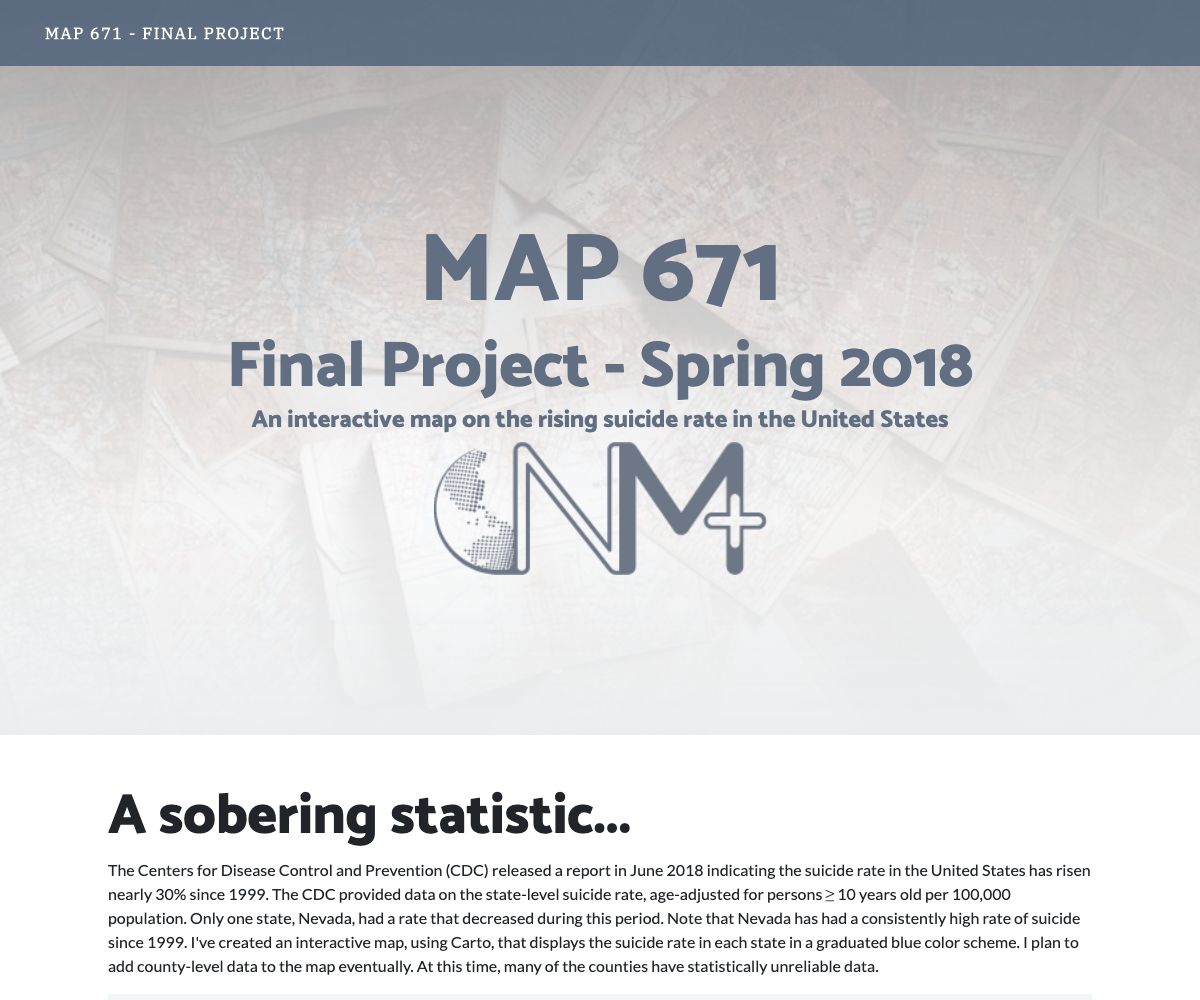 MAP 671 - FINAL PROJECT
MAP 671
Final Project - Spring 2018
An interactive map on the rising suicide rate in the United States
CNM+
A sobering statistic...
The Centers for Disease Control and Prevention (CDC) released a report in June 2018 indicating the suicide rate in the United States has risen
nearly 30% since 1999. The CDC provided data on the state-level suicide rate, age-adjusted for persons ≥ 10 years old per 100,000
population. Only one state, Nevada, had a rate that decreased during this period. Note that Nevada has had a consistently high rate of suicide
since 1999. I've created an interactive map, using Carto, that displays the suicide rate in each state in a graduated blue color scheme. I plan to
add county-level data to the map eventually. At this time, many of the counties have statistically unreliable data.